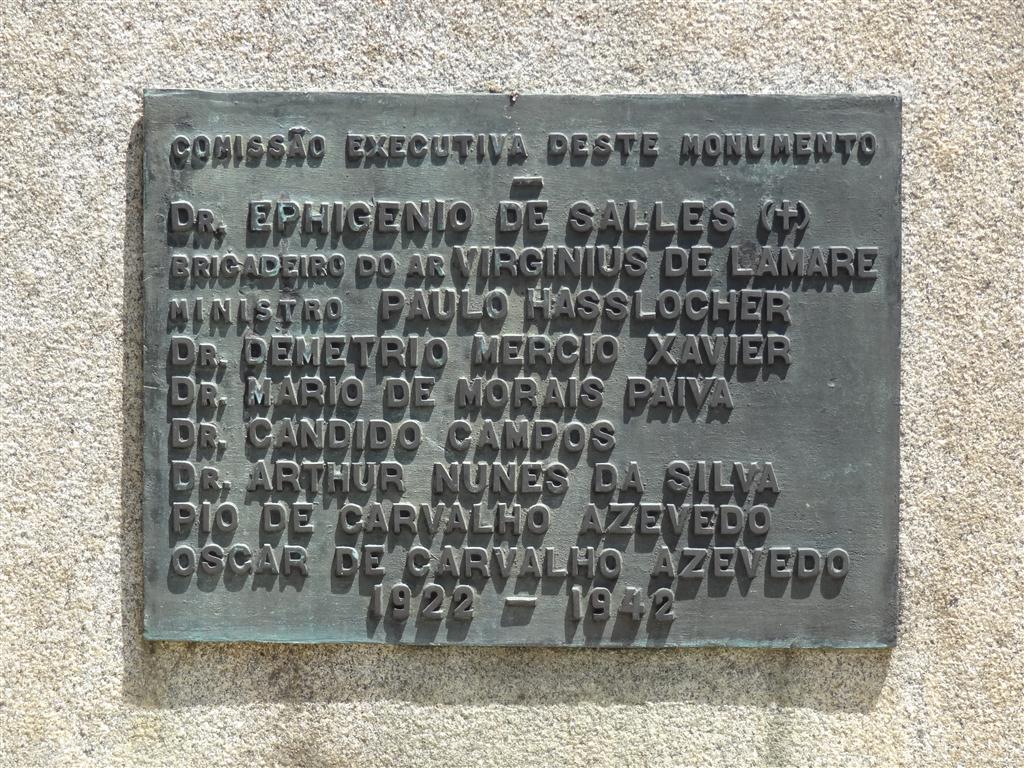 COMISSÃO EXECUTIVA DESTE MONUMENTO
—
DR. EPHIGENIO DE SALLES (+)
BRIGADEIRO DO AR VIRGINIUS DE LAMARE
MINISTRO PAULO HASSLOCHER
DR. DEMETRIO MERCIO XAVIER
DR. MARIO DE MORAIS PAIVA
DR. CANDIDO CAMPOS
DR. ARTHUR NUNES DA SILVA
PIO DE CARVALHO AZEVEDO
OSCAR DE CARVALHO AZEVEDO
1922 — 1942